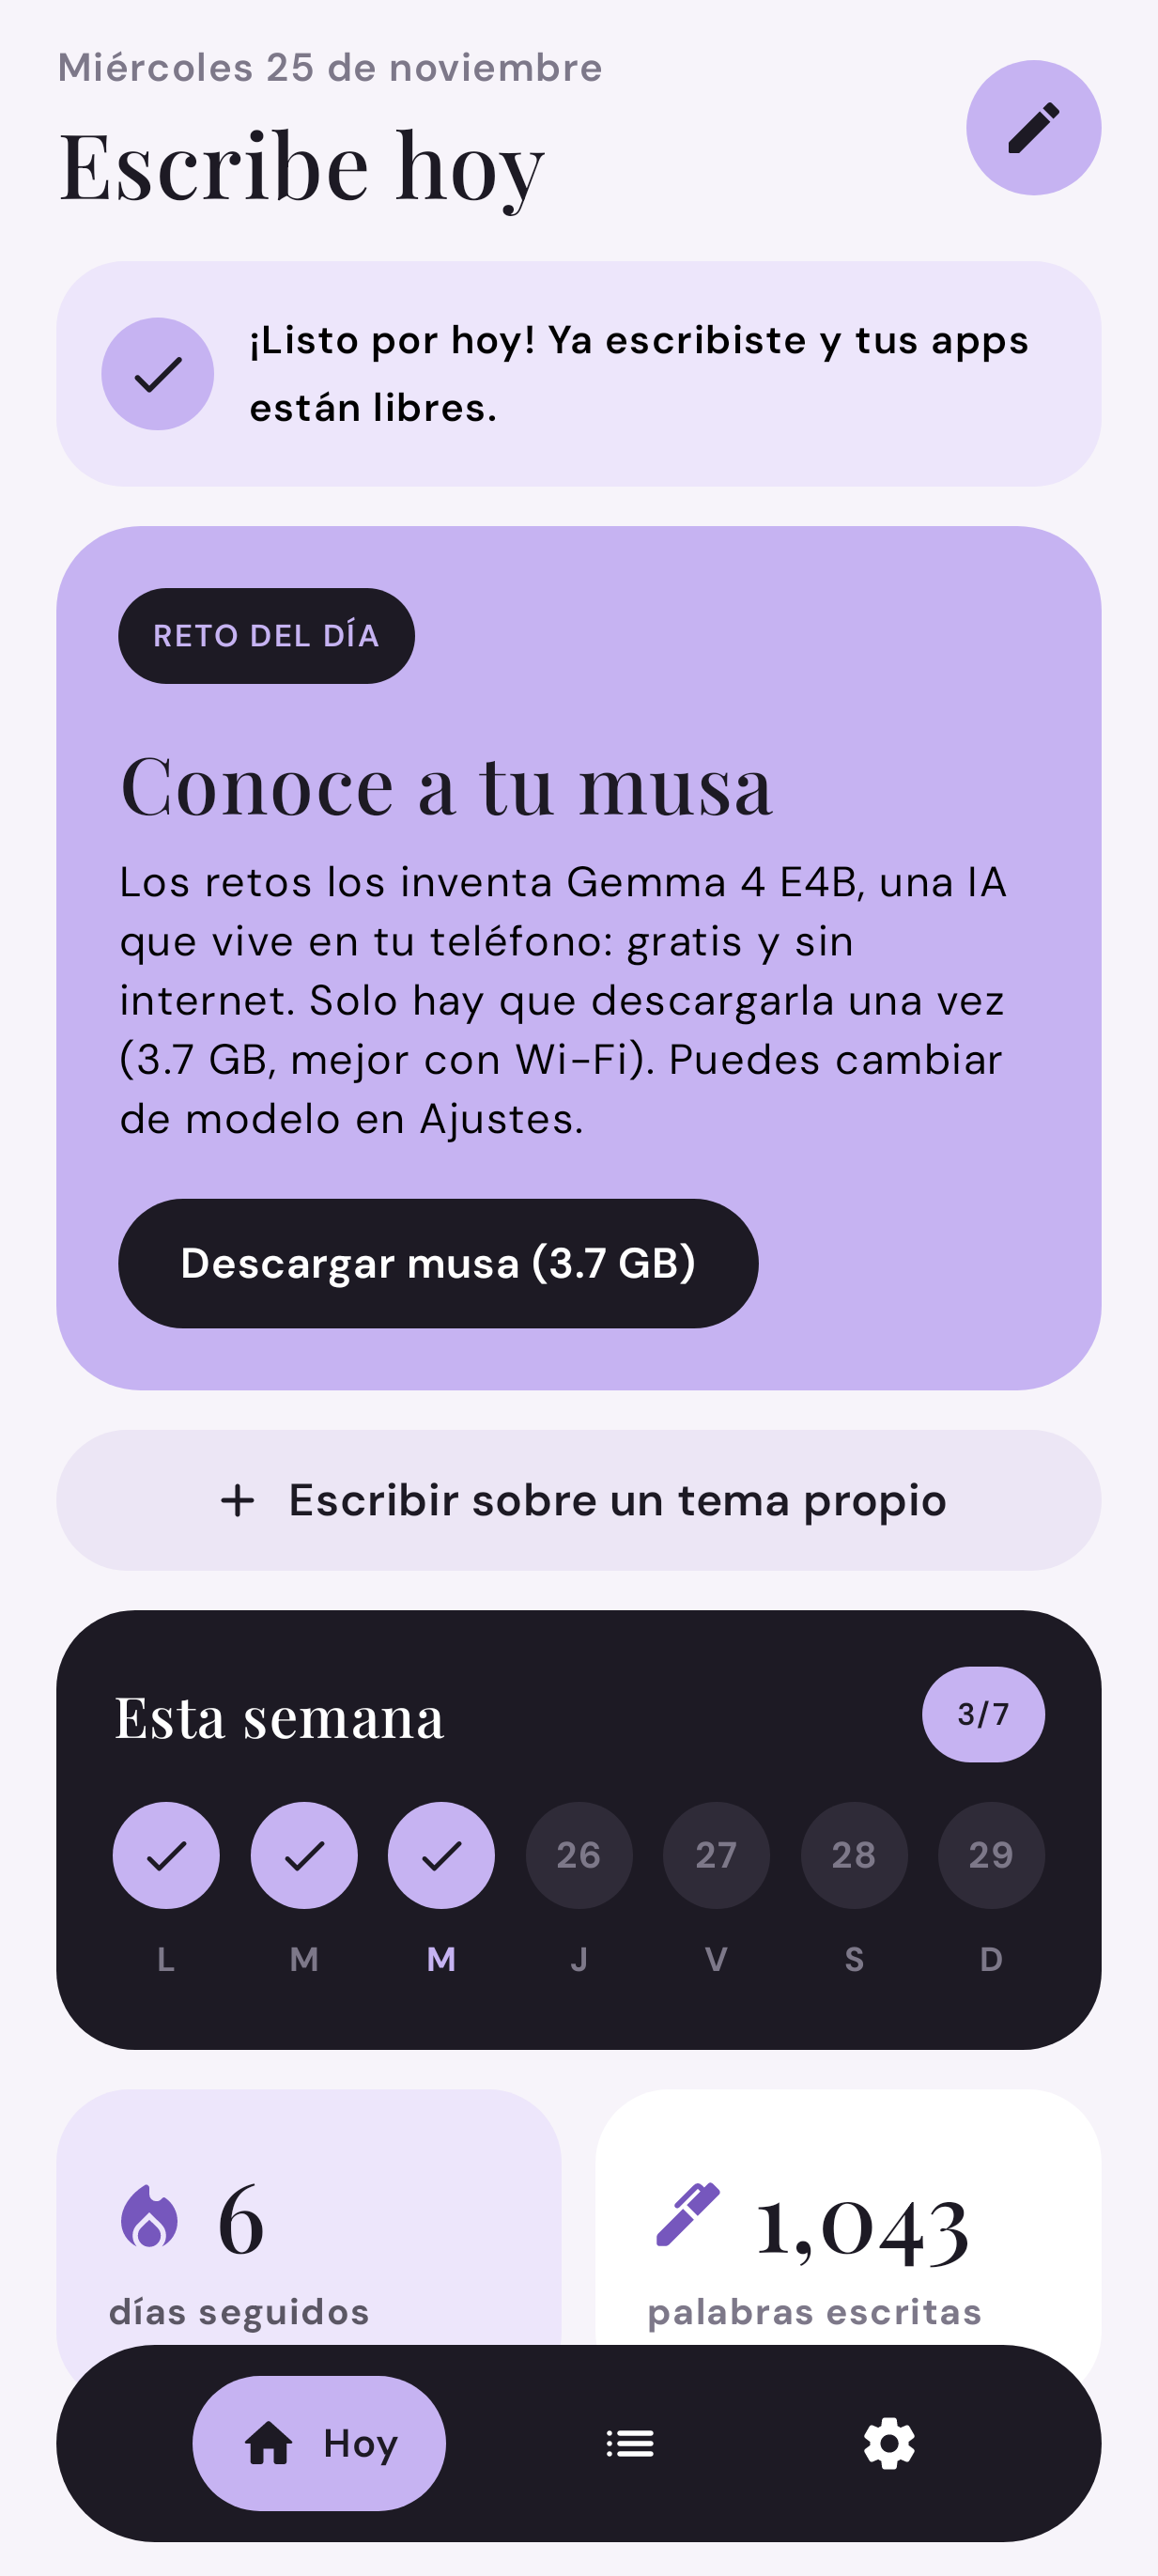 Miércoles 25 de noviembre
Escribe hoy
¡Listo por hoy! Ya escribiste y tus apps
están libres.
RETO DEL DÍA
Conoce a tu musa
Los retos los inventa Gemma 4 E4B, una IA
que vive en tu teléfono: gratis y sin
internet. Solo hay que descargarla una vez
(3.7 GB, mejor con Wi-Fi). Puedes cambiar
de modelo en Ajustes.
Descargar musa (3.7 GB)
+ Escribir sobre un tema propio
Esta semana
3/7
26 27 28 29
L M M J V S D
6
días seguidos
1,043
palabras escritas
Hoy